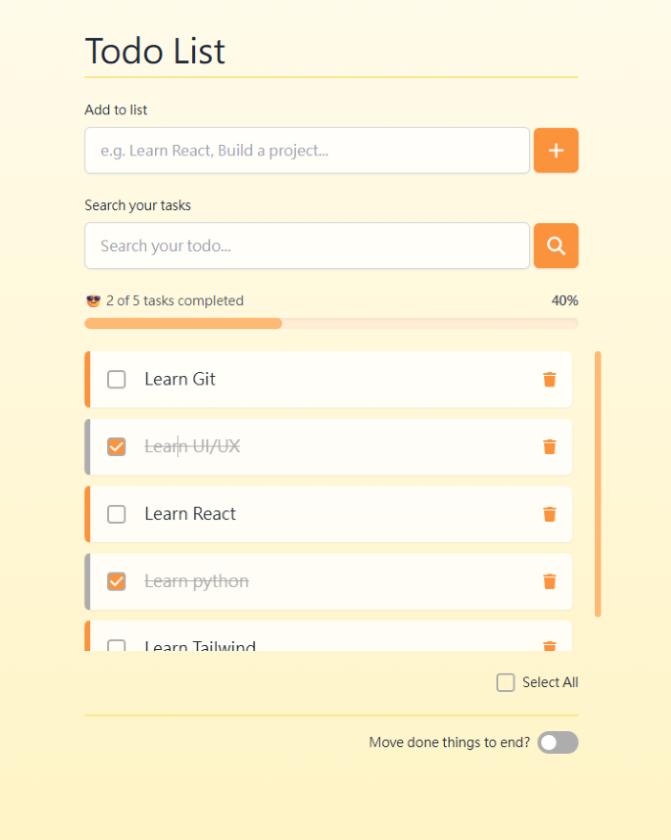 Todo List
Add to list
e.g. Learn React, Build a project...
Search your tasks
Search your todo...
😎 2 of 5 tasks completed 40%
Learn Git
Learn UI/UX
Learn React
Learn python
Learn Tailwind
Select All
Move done things to end?